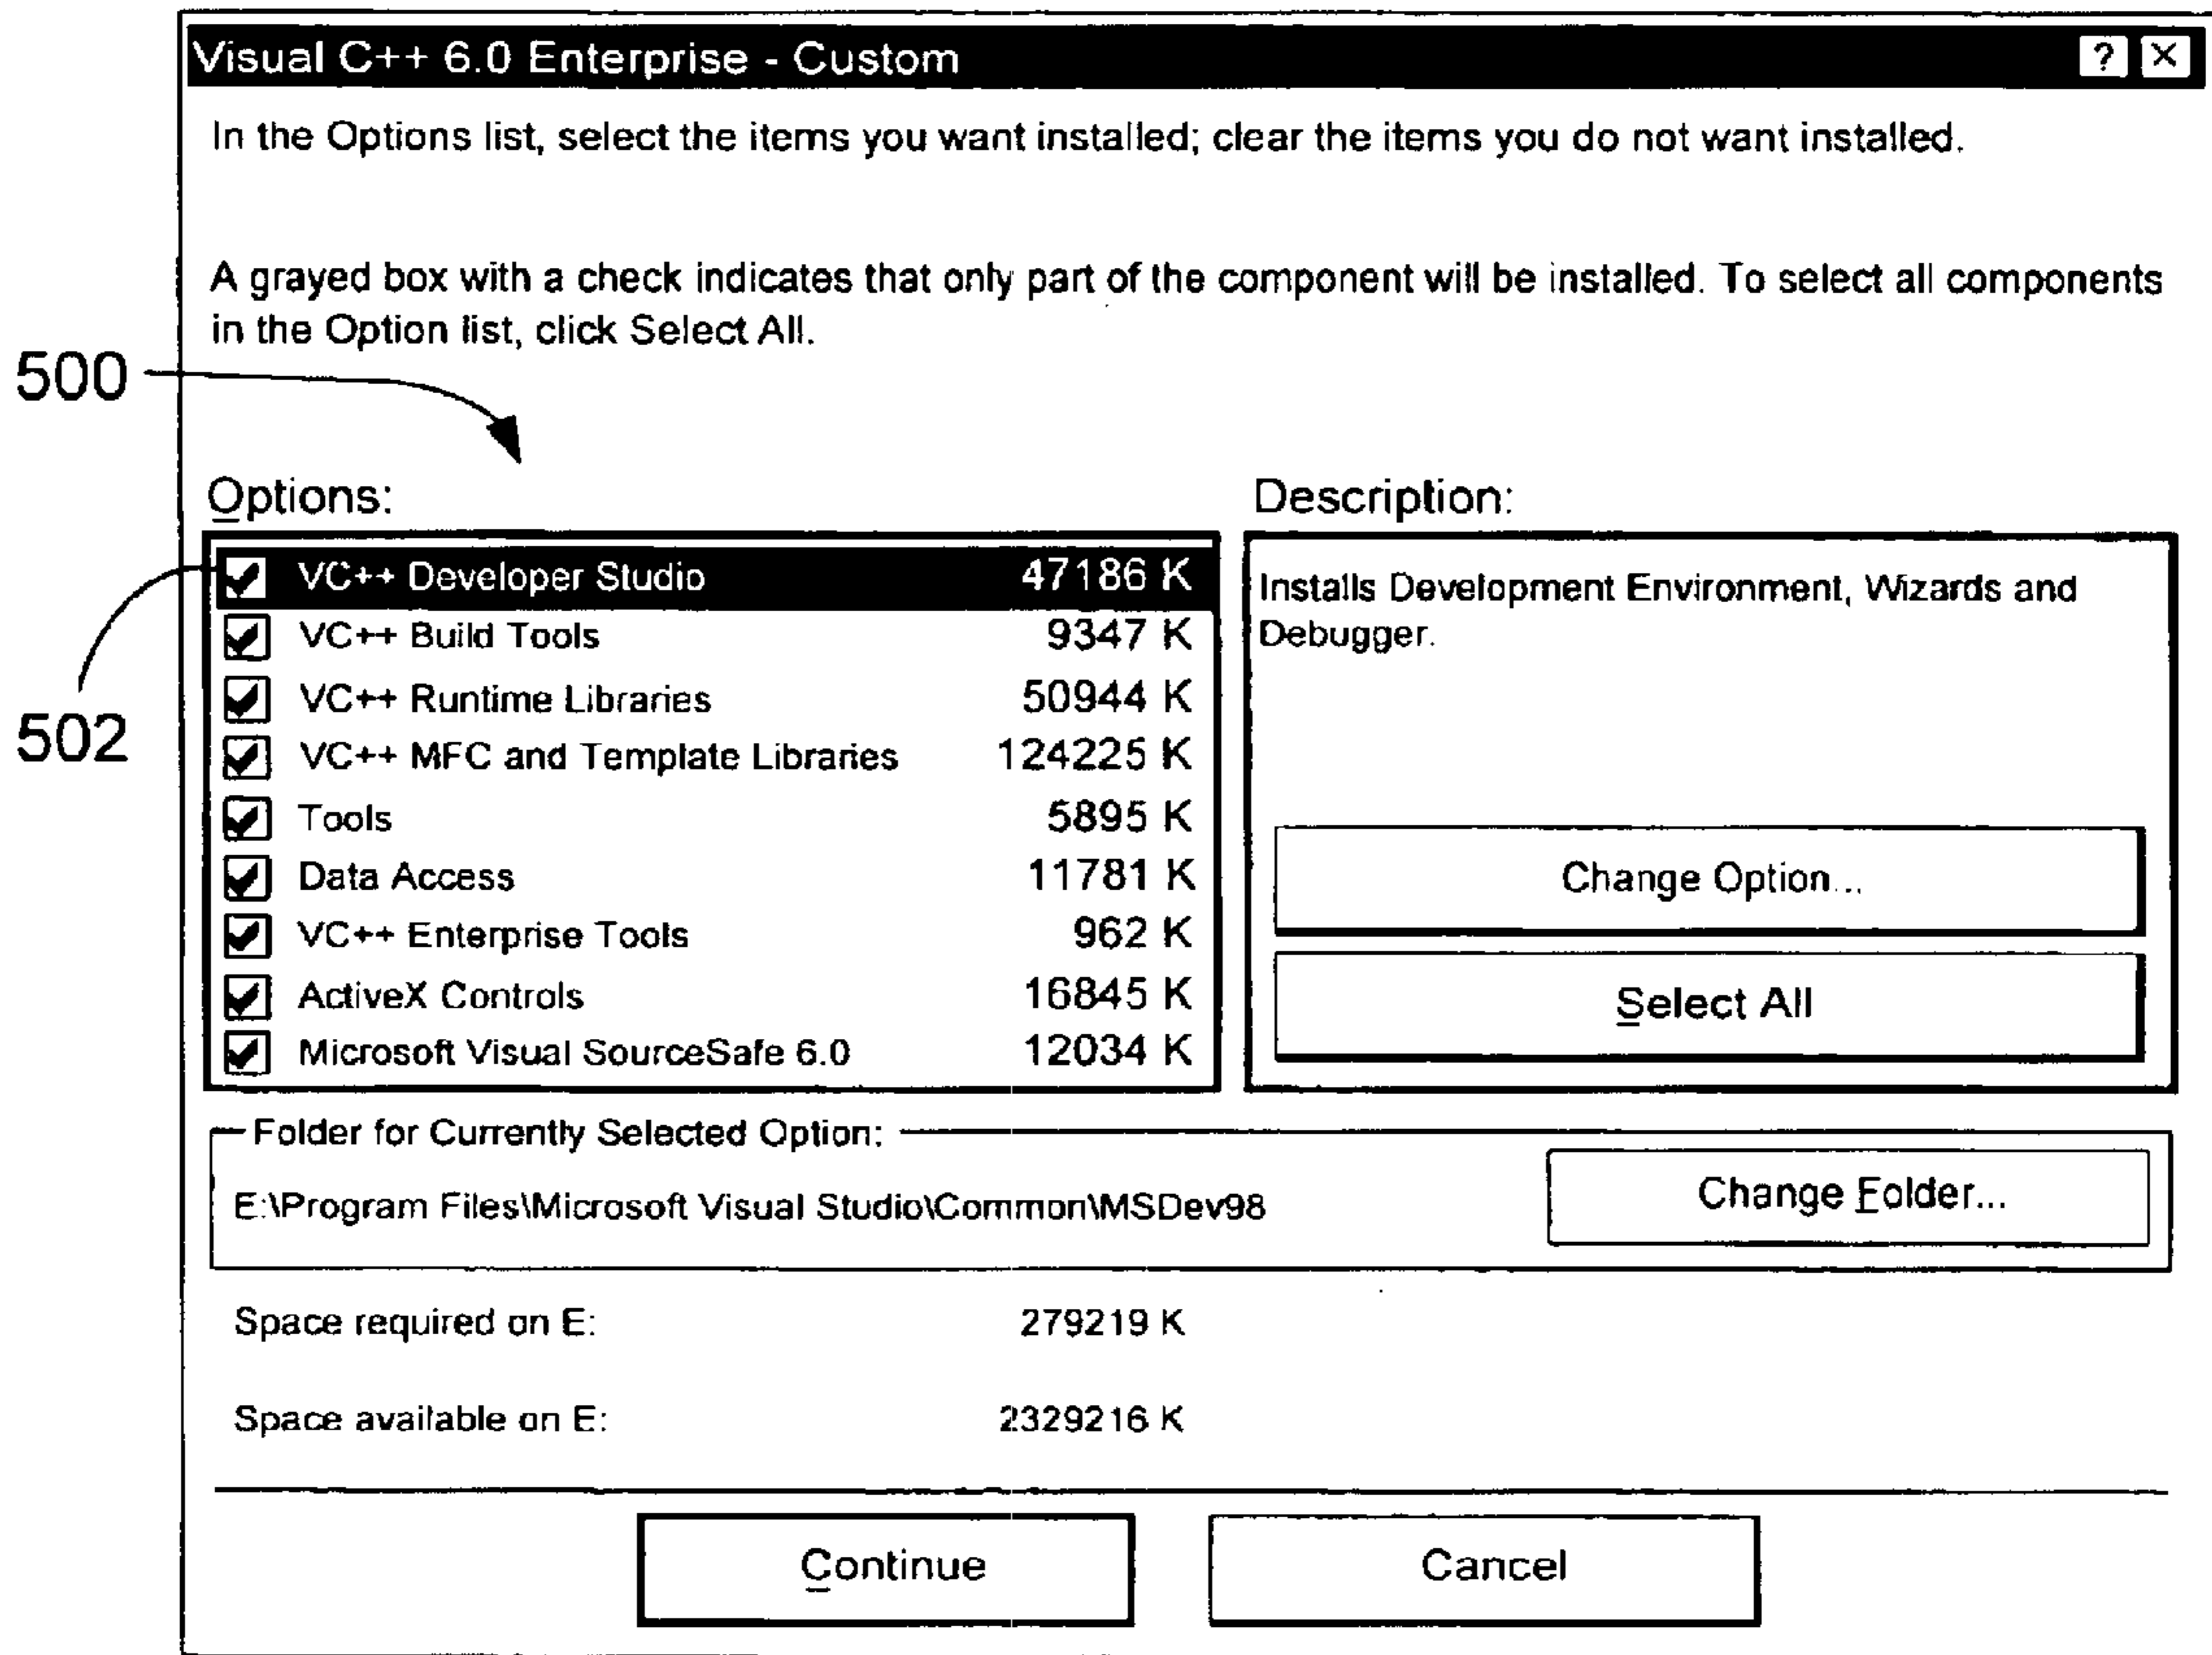 Visual C++ 6.0 Enterprise - Custom ? ×
In the Options list, select the items you want installed; clear the items you do not want installed.
A grayed box with a check indicates that only part of the component will be installed. To select all components
in the Option list, click Select All.
500
Options:
Description:
VC++ Developer Studio 47186 K
VC++ Build Tools 9347 K
VC++ Runtime Libraries 50944 K
VC++ MFC and Template Libraries 124225 K
Tools 5895 K
Data Access 11781 K
VC++ Enterprise Tools 962 K
ActiveX Controls 16845 K
Microsoft Visual SourceSafe 6.0 12034 K
502
Installs Development Environment, Wizards and
Debugger.
Change Option...
Select All
Folder for Currently Selected Option:
E:\Program Files\Microsoft Visual Studio\Common\MSDev98
Change Folder...
Space required on E: 279219 K
Space available on E: 2329216 K
Continue
Cancel